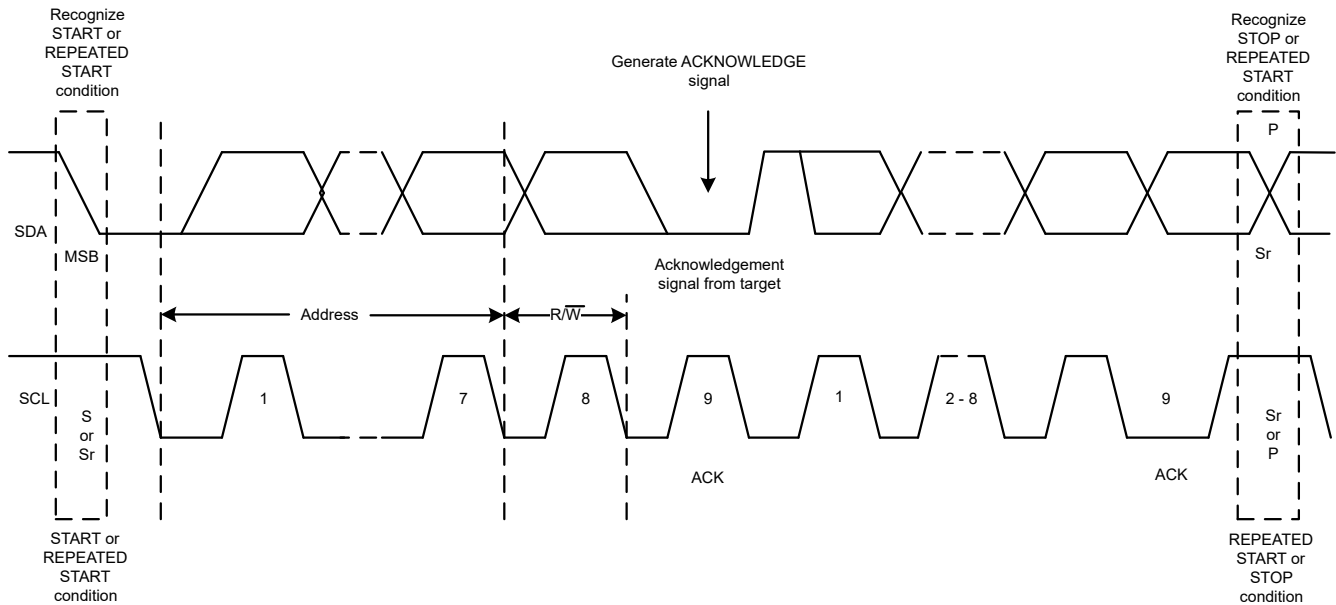 Recognize
START or
REPEATED
START
condition
Recognize
STOP or
REPEATED
START
condition
Generate ACKNOWLEDGE
signal
P
SDA
MSB
Acknowledgement
signal from target
Sr
Address
R/W̅
SCL
S
or
Sr
1
7
8
9
1
2 - 8
9
Sr
or
P
ACK
ACK
START or
REPEATED
START
condition
REPEATED
START or
STOP
condition